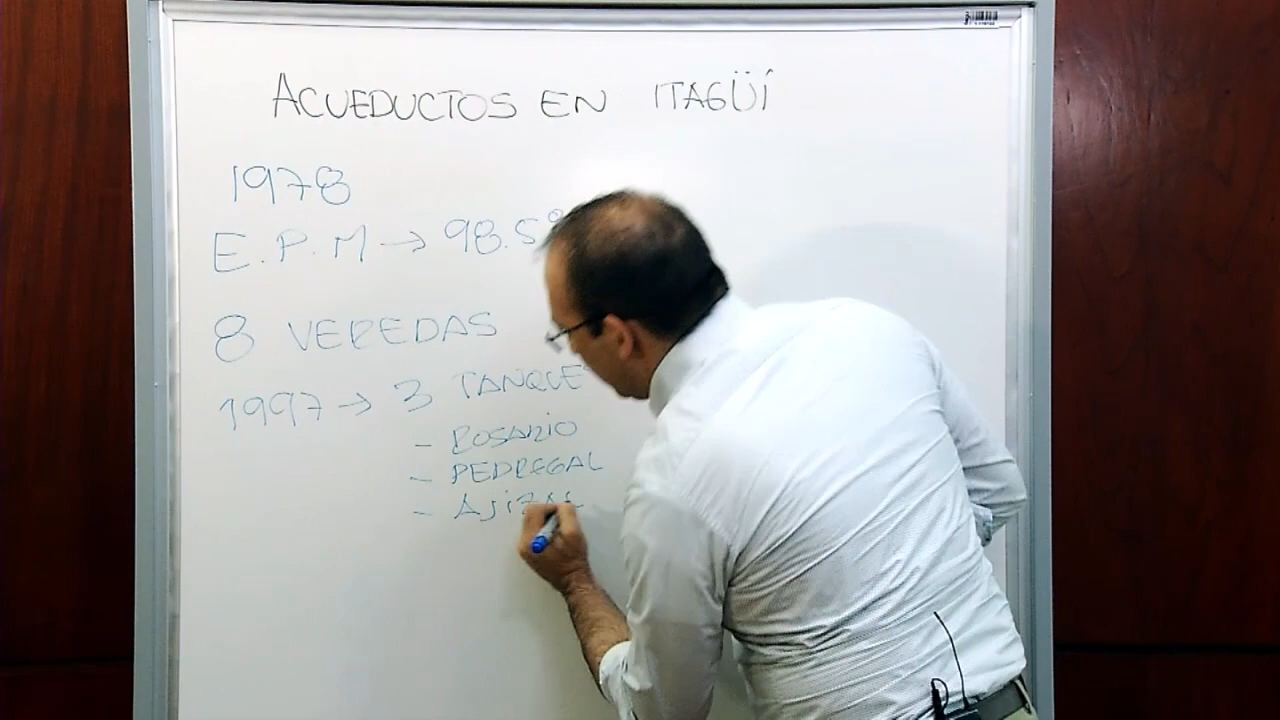 ACUEDUCTOS EN ITAGÜÍ
1978
E.P.M → 98.5
8 VEREDAS
1997 → 3 TANQUE
- ROSARIO
- PEDREGAL
- AJIZAL